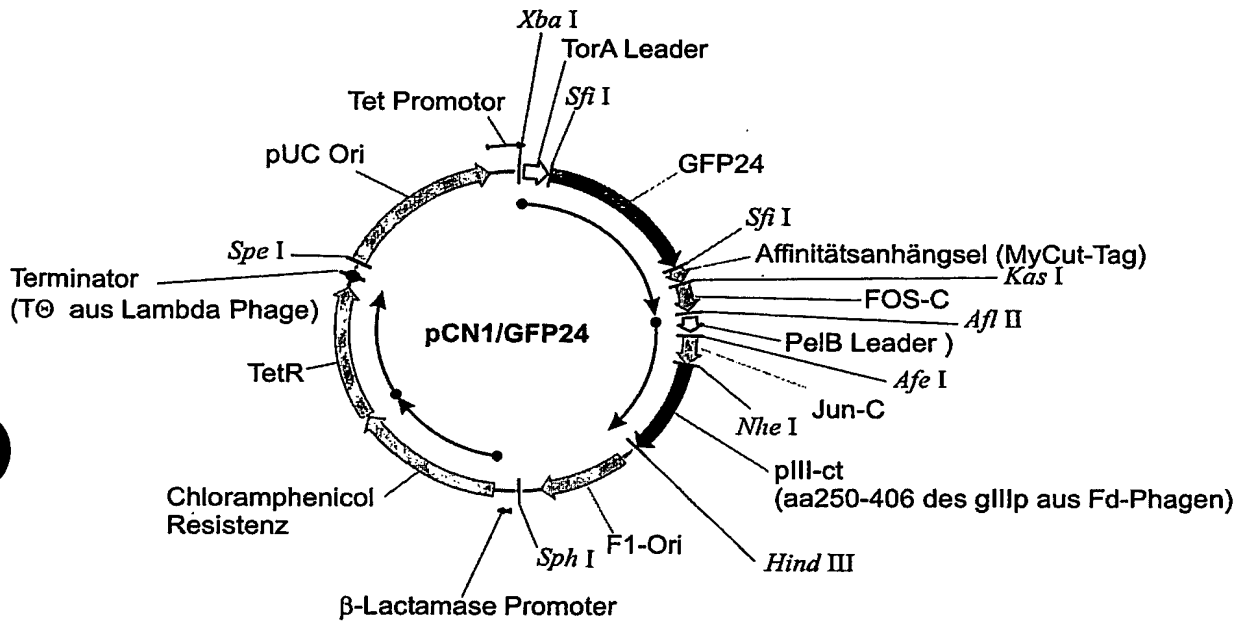 Xba I
TorA Leader
Sfi I
Tet Promotor
pUC Ori
GFP24
Sfi I
Spe I
Affinitätsanhängsel (MyCut-Tag)
Kas I
Terminator
(TΘ aus Lambda Phage)
FOS-C
Afl II
pCN1/GFP24
PelB Leader )
TetR
Afe I
Jun-C
Nhe I
pIII-ct
(aa250-406 des gIIIp aus Fd-Phagen)
Chloramphenicol
Resistenz
F1-Ori
Sph I
Hind III
β-Lactamase Promoter